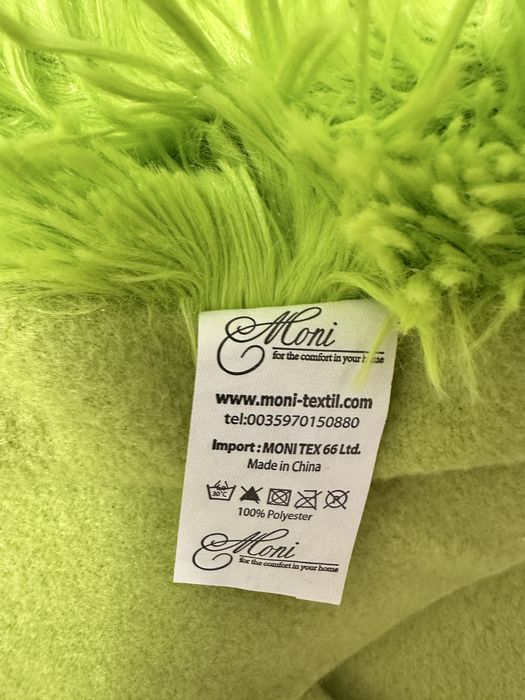 Moni
for the comfort in your home
www.moni-textil.com
tel:0035970150880
Import : MONI TEX 66 Ltd.
Made in China
30°C
100% Polyester
Moni
for the comfort in your home